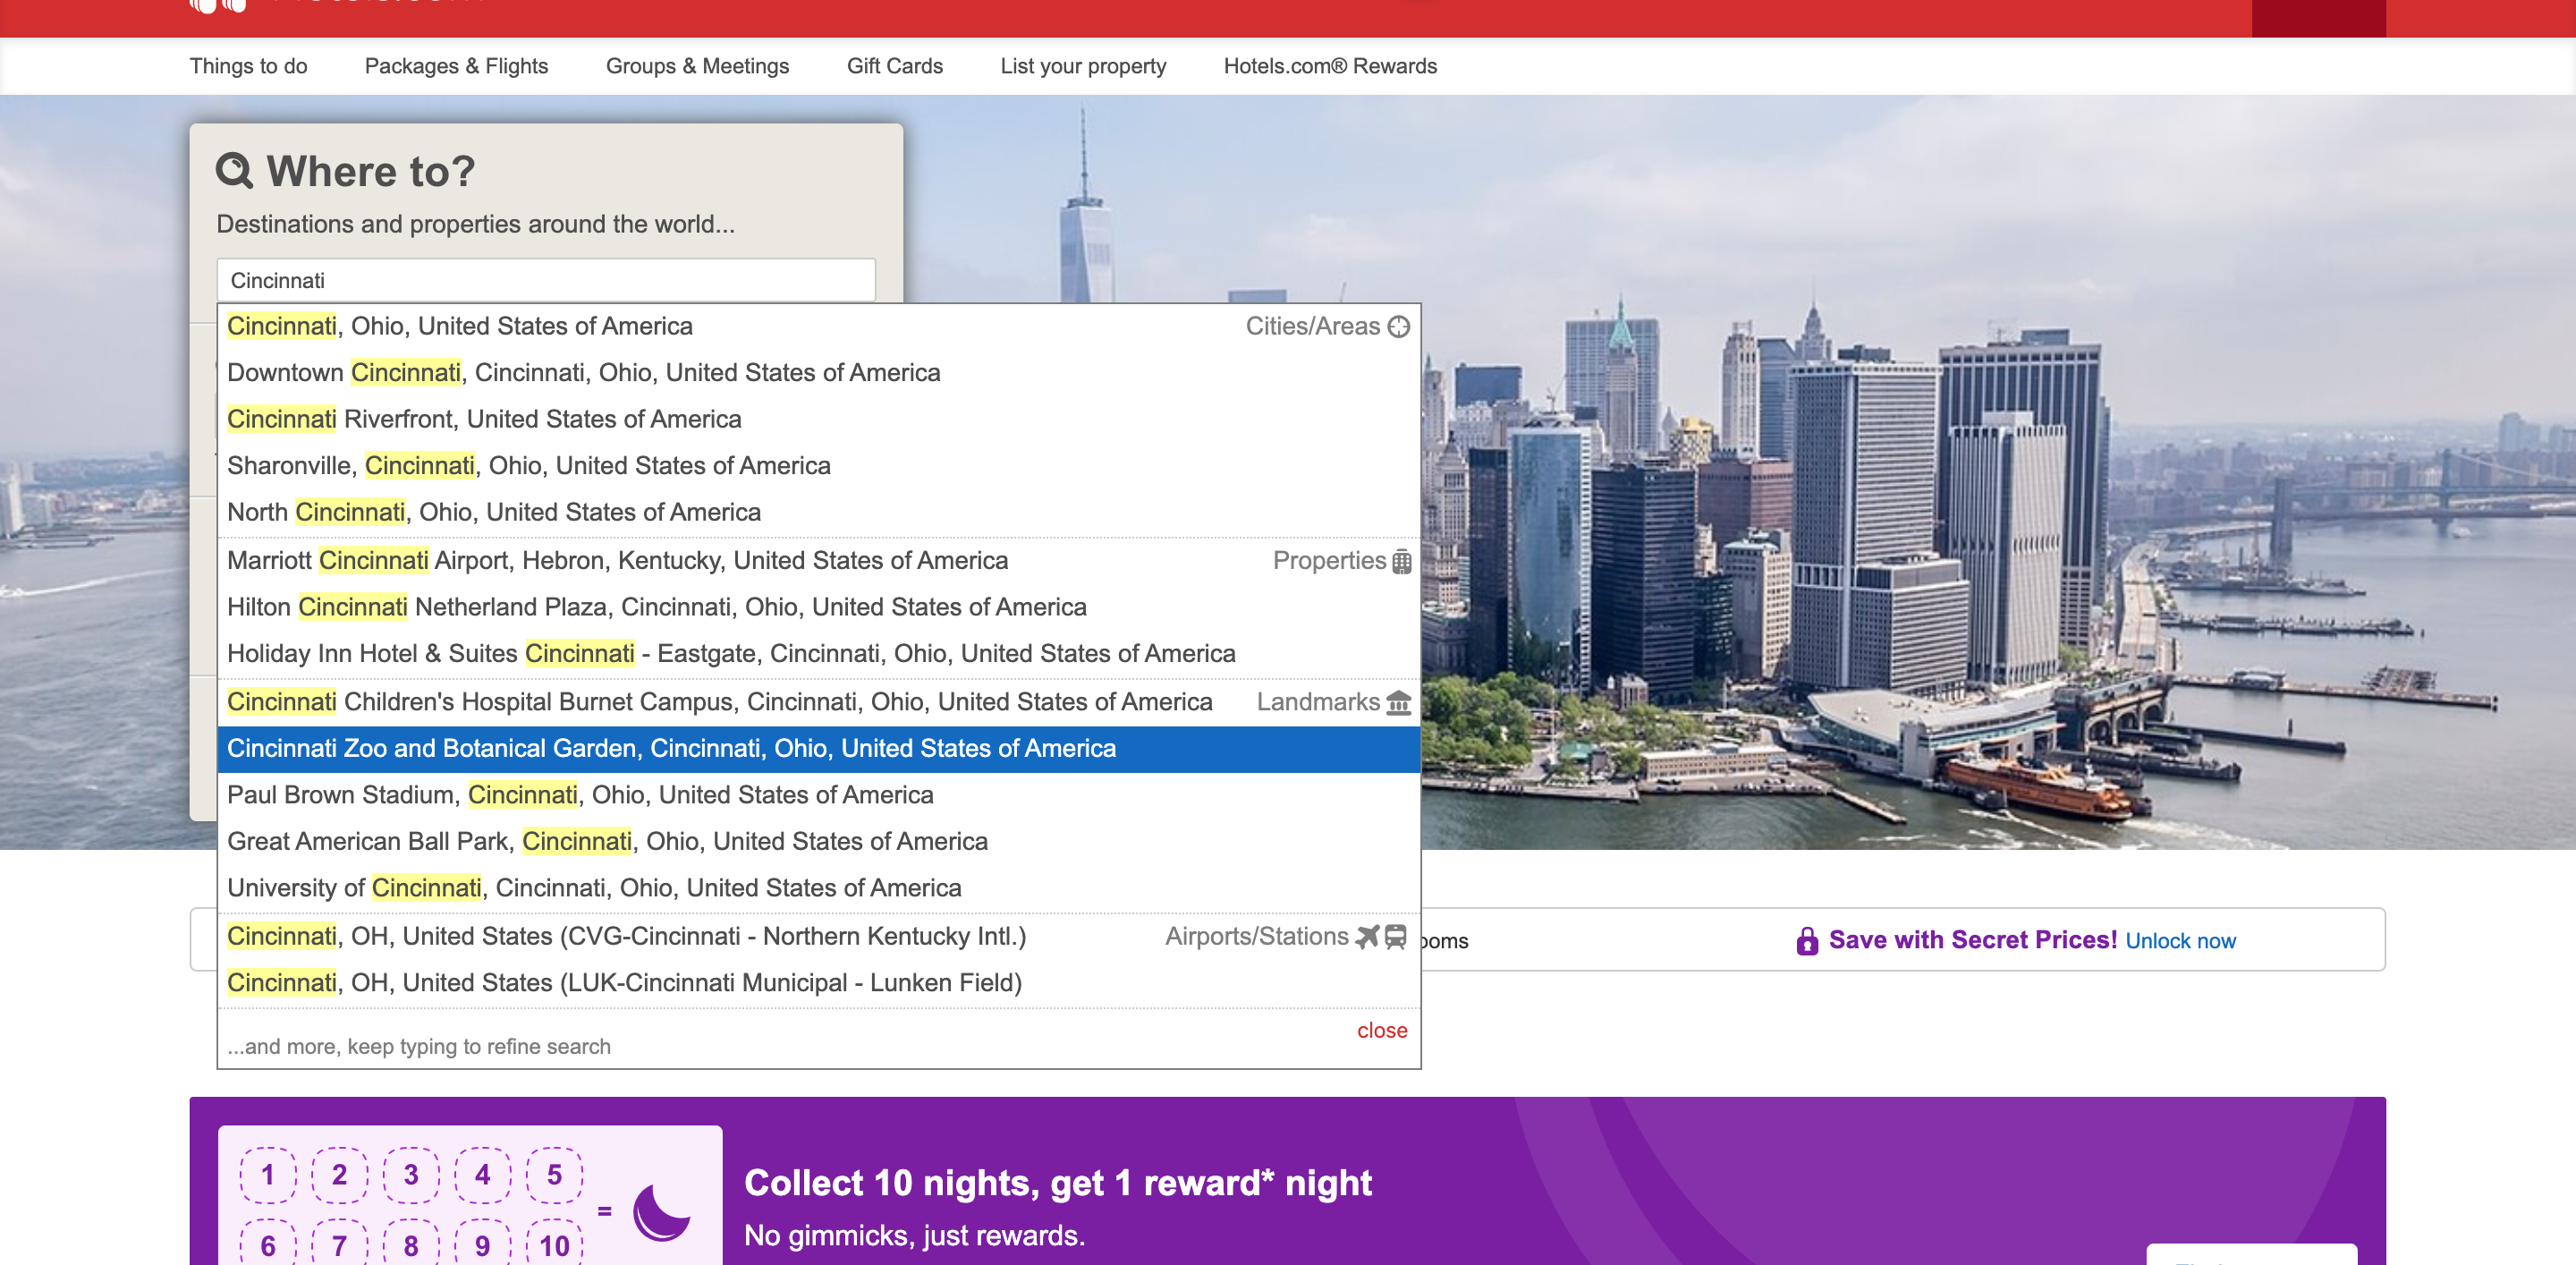 Things to do Packages & Flights Groups & Meetings Gift Cards List your property Hotels.com® Rewards
Where to?
Destinations and properties around the world...
Cincinnati
Cincinnati, Ohio, United States of America Cities/Areas
Downtown Cincinnati, Cincinnati, Ohio, United States of America
Cincinnati Riverfront, United States of America
Sharonville, Cincinnati, Ohio, United States of America
North Cincinnati, Ohio, United States of America
Marriott Cincinnati Airport, Hebron, Kentucky, United States of America Properties
Hilton Cincinnati Netherland Plaza, Cincinnati, Ohio, United States of America
Holiday Inn Hotel & Suites Cincinnati - Eastgate, Cincinnati, Ohio, United States of America
Cincinnati Children's Hospital Burnet Campus, Cincinnati, Ohio, United States of America Landmarks
Cincinnati Zoo and Botanical Garden, Cincinnati, Ohio, United States of America
Paul Brown Stadium, Cincinnati, Ohio, United States of America
Great American Ball Park, Cincinnati, Ohio, United States of America
University of Cincinnati, Cincinnati, Ohio, United States of America
Cincinnati, OH, United States (CVG-Cincinnati - Northern Kentucky Intl.) Airports/Stations
Cincinnati, OH, United States (LUK-Cincinnati Municipal - Lunken Field)
...and more, keep typing to refine search
close
ooms
Save with Secret Prices! Unlock now
1 2 3 4 5
=
6 7 8 9 10
Collect 10 nights, get 1 reward* night
No gimmicks, just rewards.